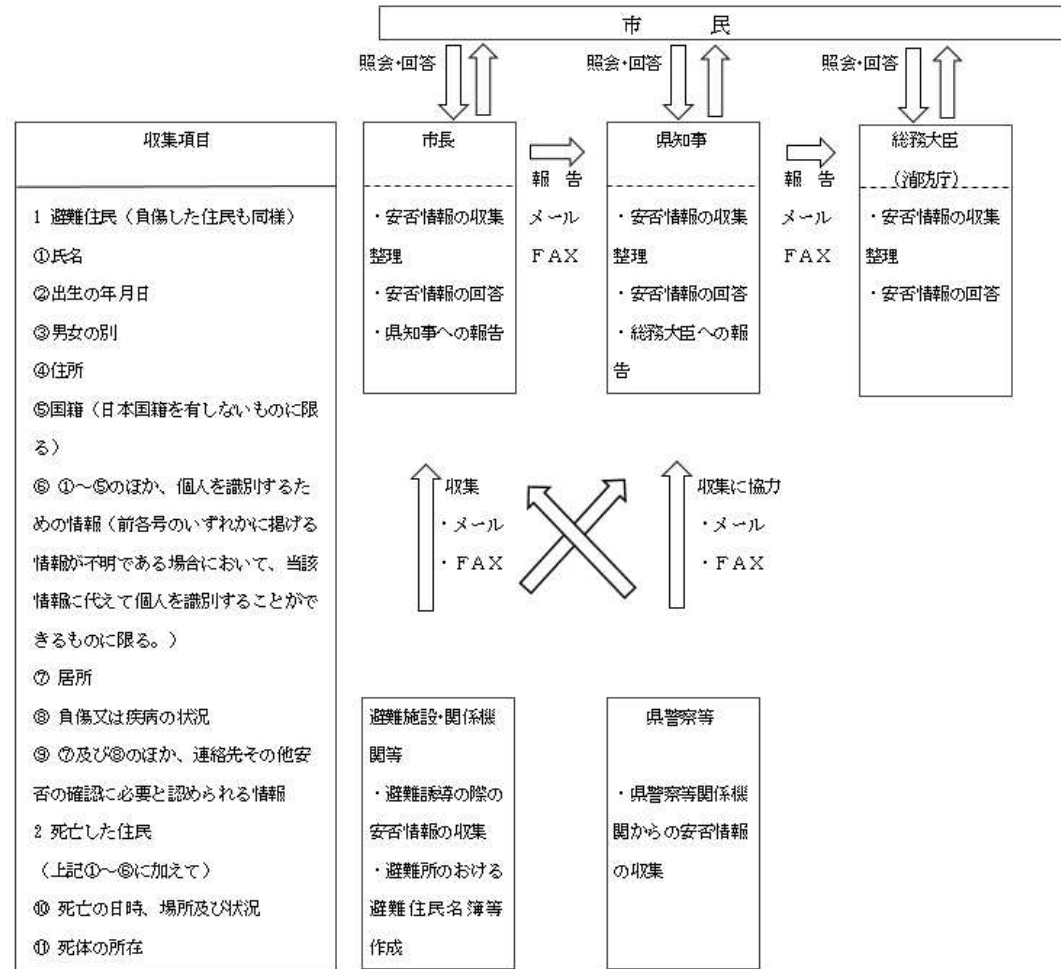 市　　民
照会・回答
照会・回答
照会・回答
収集項目
1 避難住民（負傷した住民も同様）
①氏名
②出生の年月日
③男女の別
④住所
⑤国籍（日本国籍を有しないものに限
る）
⑥ ①～⑤のほか、個人を識別するた
めの情報（前各号のいずれかに掲げる
情報が不明である場合において、当該
情報に代えて個人を識別することがで
きるものに限る。）
⑦ 居所
⑧ 負傷又は疾病の状況
⑨ ⑦及び⑧のほか、連絡先その他安
否の確認に必要と認められる情報
2 死亡した住民
（上記①～⑥に加えて）
⑩ 死亡の日時、場所及び状況
⑪ 死体の所在
市長
・安否情報の収集
整理
・安否情報の回答
・県知事への報告
報 告
メール
ＦＡＸ
県知事
・安否情報の収集
整理
・安否情報の回答
・総務大臣への報
告
報 告
メール
ＦＡＸ
総務大臣
（消防庁）
・安否情報の収集
整理
・安否情報の回答
収集
・メール
・ＦＡＸ
収集に協力
・メール
・ＦＡＸ
避難施設・関係機
関等
・避難誘導の際の
安否情報の収集
・避難所のおける
避難住民名簿等
作成
県警察等
・県警察等関係機
関からの安否情報
の収集